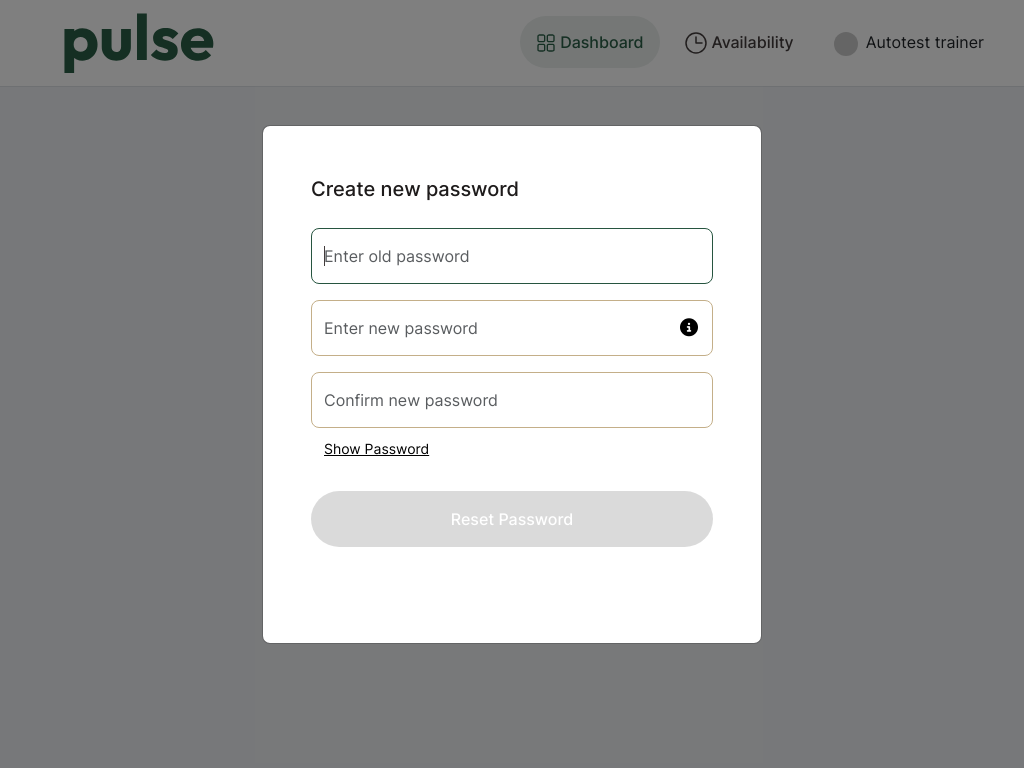 pulse
Dashboard
Availability
Autotest trainer
Create new password
Enter old password
Enter new password
Confirm new password
Show Password
Reset Password